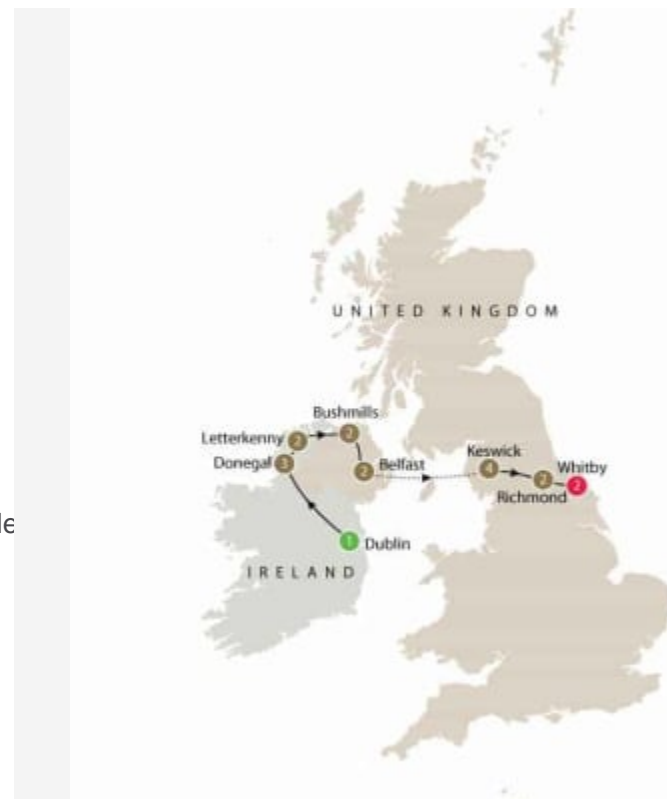 UNITED KINGDOM
Bushmills
2
Letterkenny 2
Donegal 3
2 Belfast
Keswick
4
2
Whitby
2
Richmond
1 Dublin
IRELAND
le